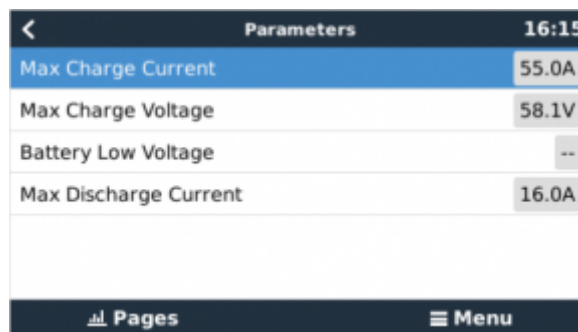 Parameters 16:15
Max Charge Current 55.0A
Max Charge Voltage 58.1V
Battery Low Voltage --
Max Discharge Current 16.0A
Pages Menu